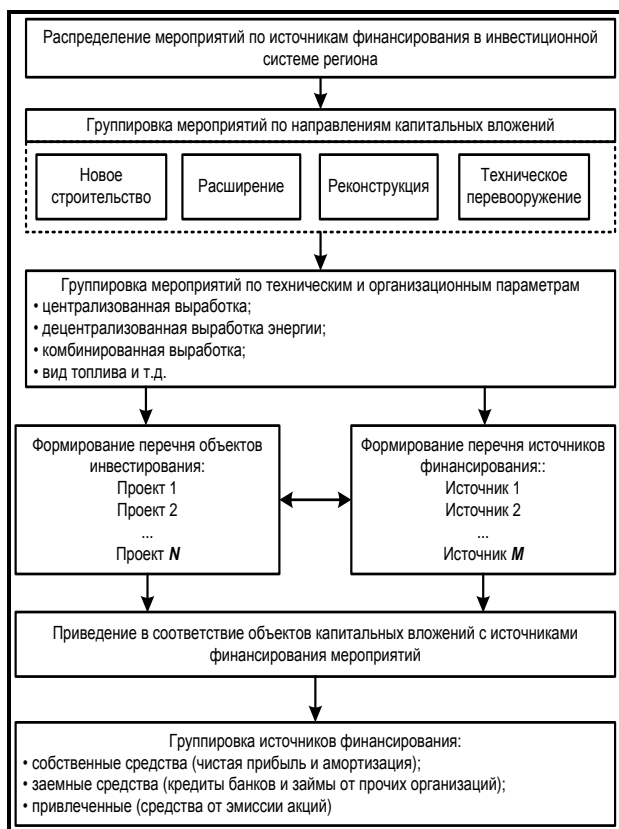 Распределение мероприятий по источникам финансирования в инвестиционной
системе региона
Группировка мероприятий по направлениям капитальных вложений
Новое
строительство
Расширение
Реконструкция
Техническое
перевооружение
Группировка мероприятий по техническим и организационным параметрам
• централизованная выработка;
• децентрализованная выработка энергии;
• комбинированная выработка;
• вид топлива и т.д.
Формирование перечня объектов
инвестирования:
Проект 1
Проект 2
...
Проект N
Формирование перечня источников
финансирования::
Источник 1
Источник 2
...
Источник M
Приведение в соответствие объектов капитальных вложений с источниками
финансирования мероприятий
Группировка источников финансирования:
• собственные средства (чистая прибыль и амортизация);
• заемные средства (кредиты банков и займы от прочих организаций);
• привлеченные (средства от эмиссии акций)